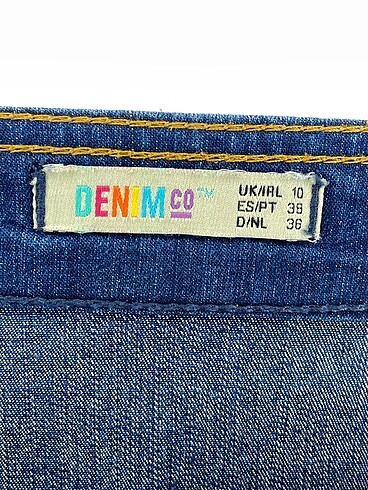 DENIM CO™
UK/IRL 10
ES/PT 38
D/NL 36